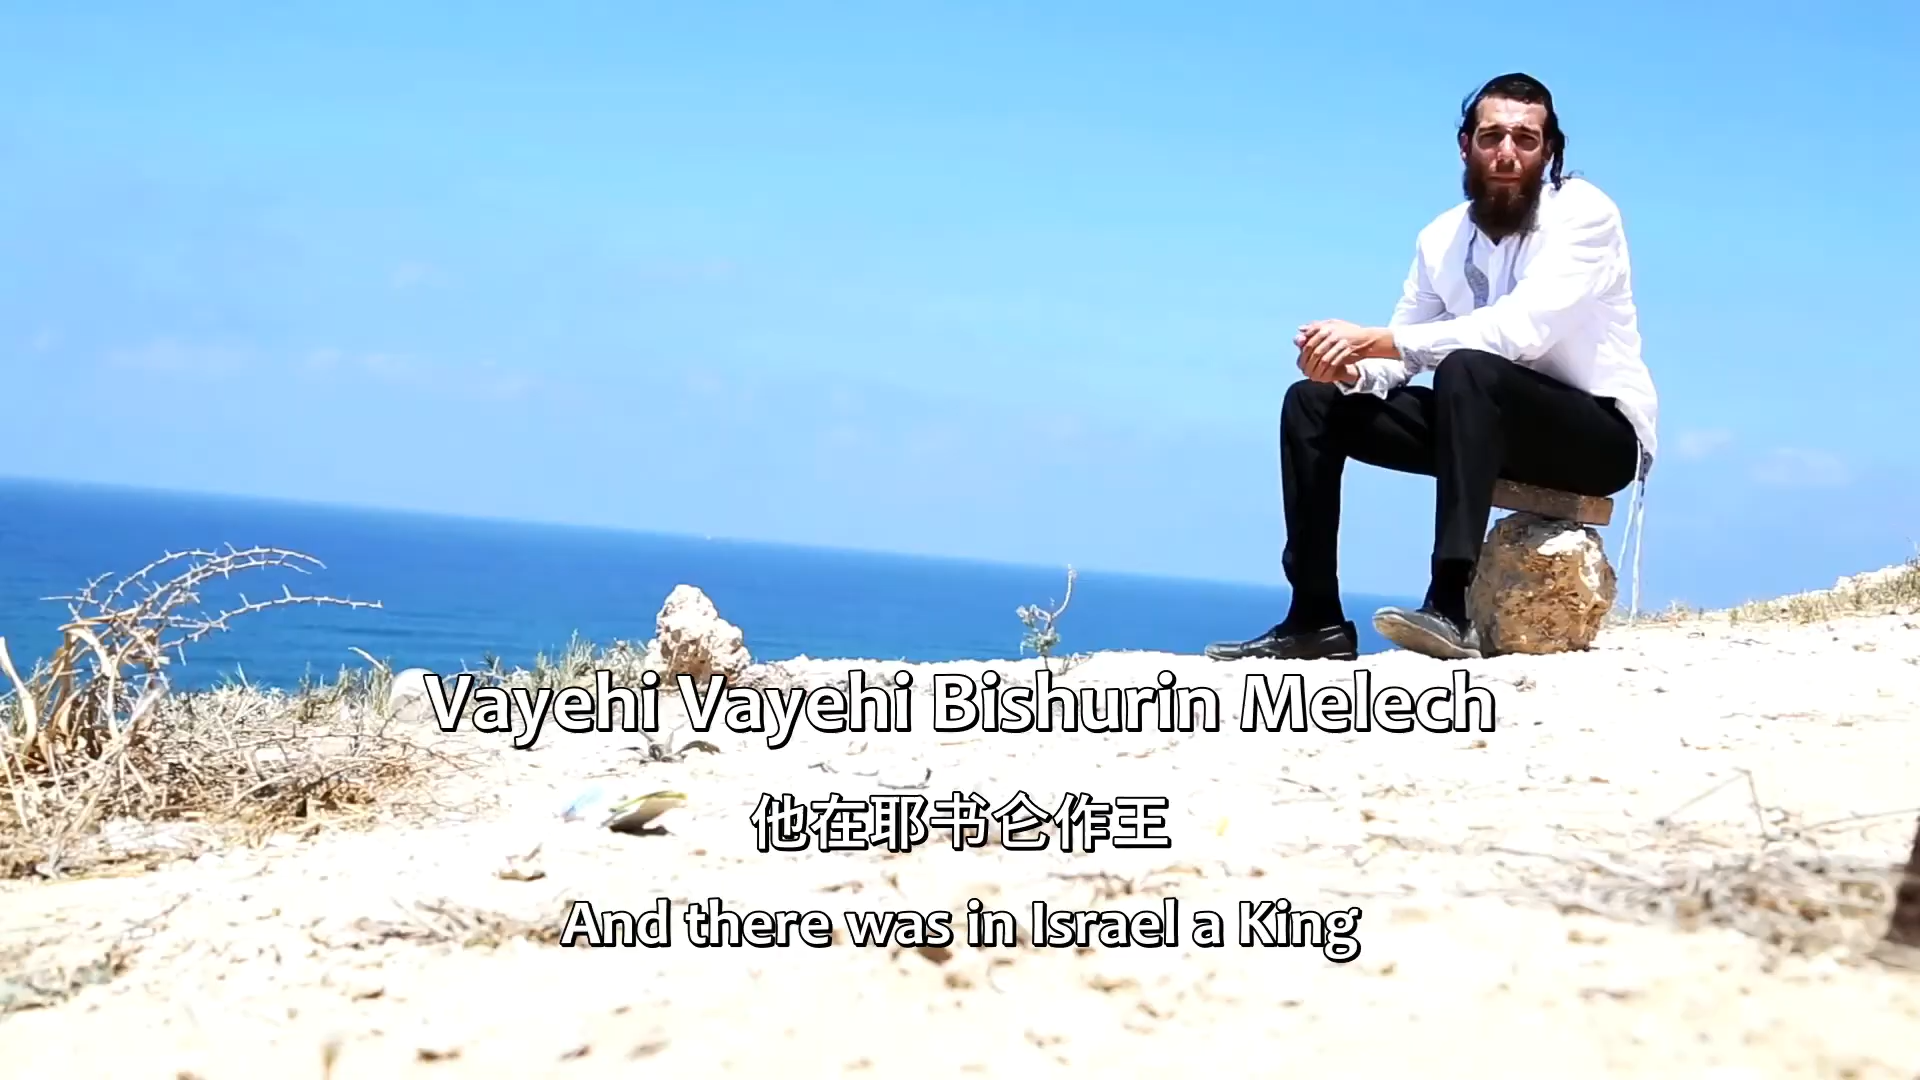 Vayehi Vayehi Bishurin Melech
他在耶书仑作王
And there was in Israel a King